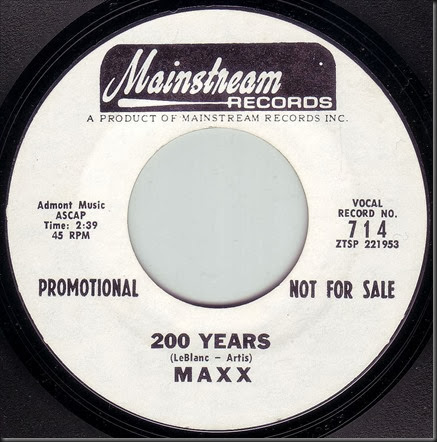 Mainstream
RECORDS
A PRODUCT OF MAINSTREAM RECORDS INC.
Admont Music
ASCAP
Time: 2:39
45 RPM
VOCAL
RECORD NO.
714
ZTSP 221953
PROMOTIONAL
NOT FOR SALE
200 YEARS
(LeBlanc - Artis)
MAXX